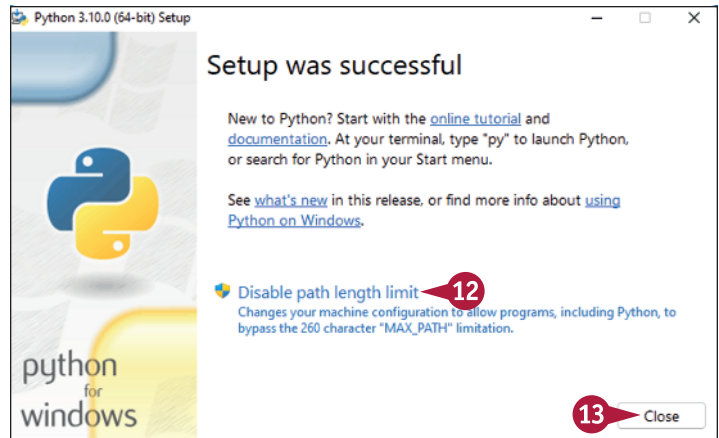 Python 3.10.0 (64-bit) Setup
Setup was successful
New to Python? Start with the online tutorial and
documentation. At your terminal, type "py" to launch Python,
or search for Python in your Start menu.
See what's new in this release, or find more info about using
Python on Windows.
Disable path length limit
12
Changes your machine configuration to allow programs, including Python, to
bypass the 260 character "MAX_PATH" limitation.
python
for
windows
13
Close